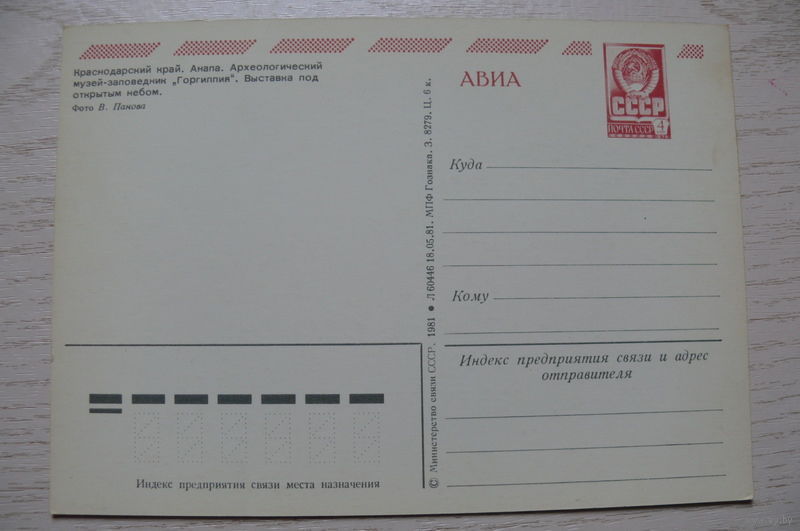 Краснодарский край. Анапа. Археологический
музей-заповедник „Горгиппия". Выставка под
открытым небом.
Фото В. Панова
АВИА
СССР
ПОЧТА СССР 4
Куда
Кому
Индекс предприятия связи и адрес
отправителя
Индекс предприятия связи места назначения
© Министерство связи СССР. 1981 ● Л 60446 18.05.81. МПФ Гознака. З. 8279. Ц. 6 к.